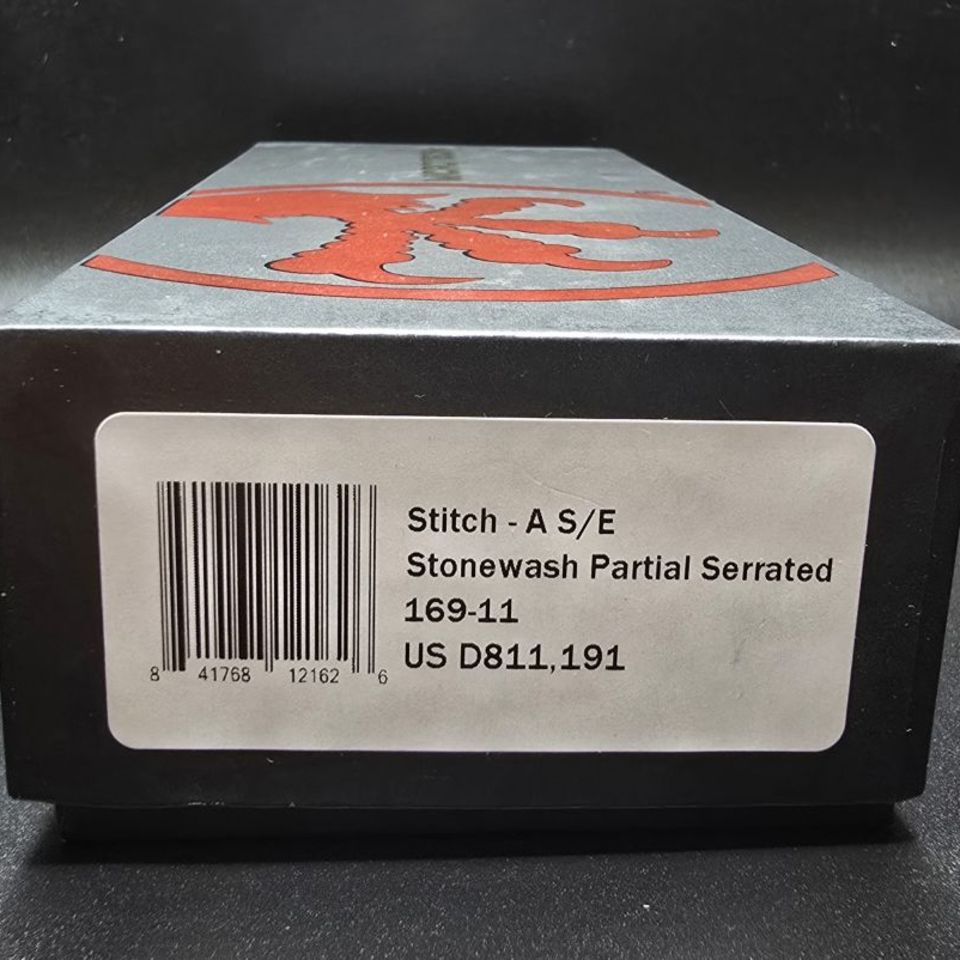 Stitch - A S/E
Stonewash Partial Serrated
169-11
US D811,191
8 41768 12162 6